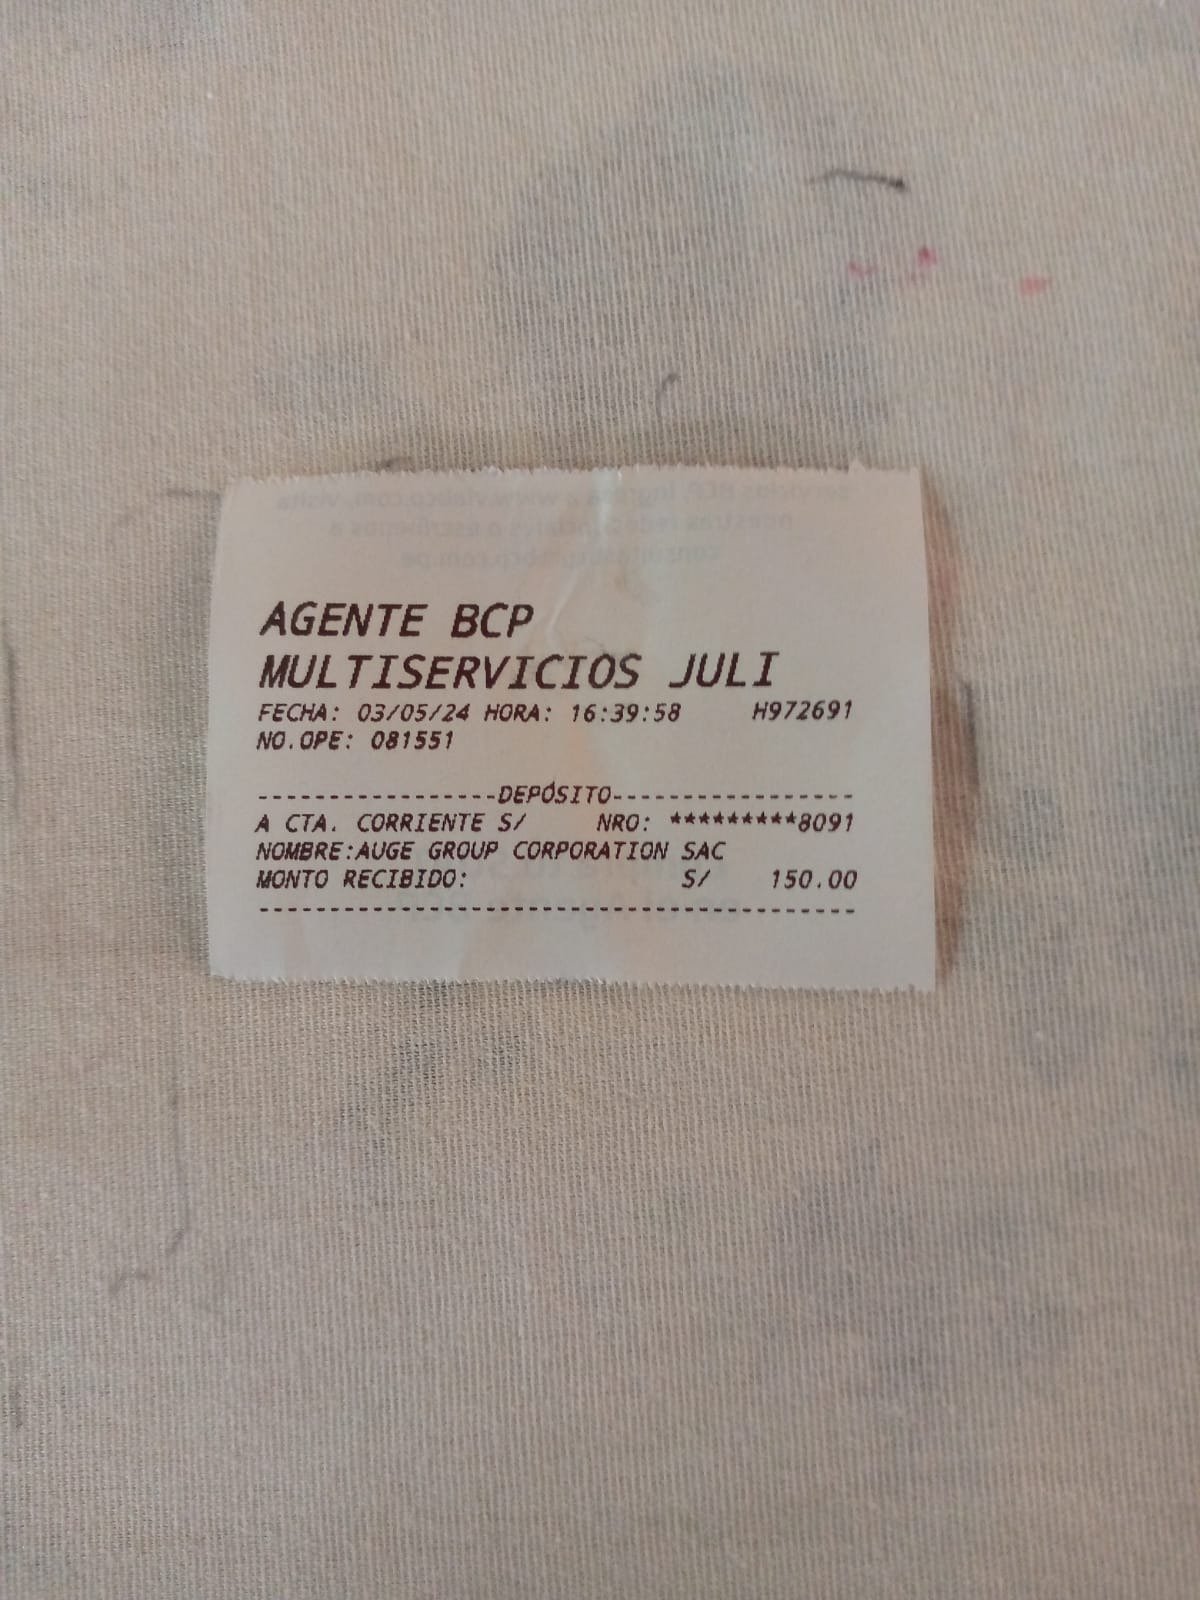 AGENTE BCP
MULTISERVICIOS JULI
FECHA: 03/05/24 HORA: 16:39:58 H972691
NO.OPE: 081551
-----------------DEPÓSITO-----------------
A CTA. CORRIENTE S/ NRO: *********8091
NOMBRE:AUGE GROUP CORPORATION SAC
MONTO RECIBIDO: S/ 150.00
------------------------------------------